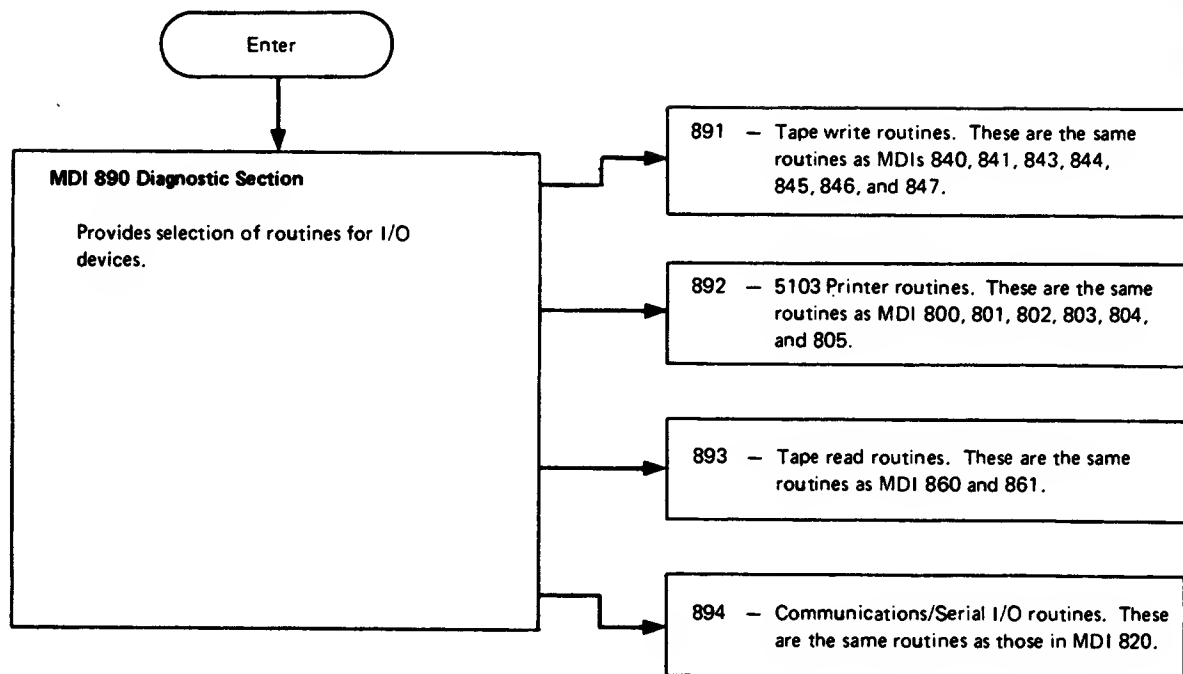 Enter
MDI 890 Diagnostic Section
Provides selection of routines for I/O
devices.
891 — Tape write routines. These are the same
routines as MDIs 840, 841, 843, 844,
845, 846, and 847.
892 — 5103 Printer routines. These are the same
routines as MDI 800, 801, 802, 803, 804,
and 805.
893 — Tape read routines. These are the same
routines as MDI 860 and 861.
894 — Communications/Serial I/O routines. These
are the same routines as those in MDI 820.